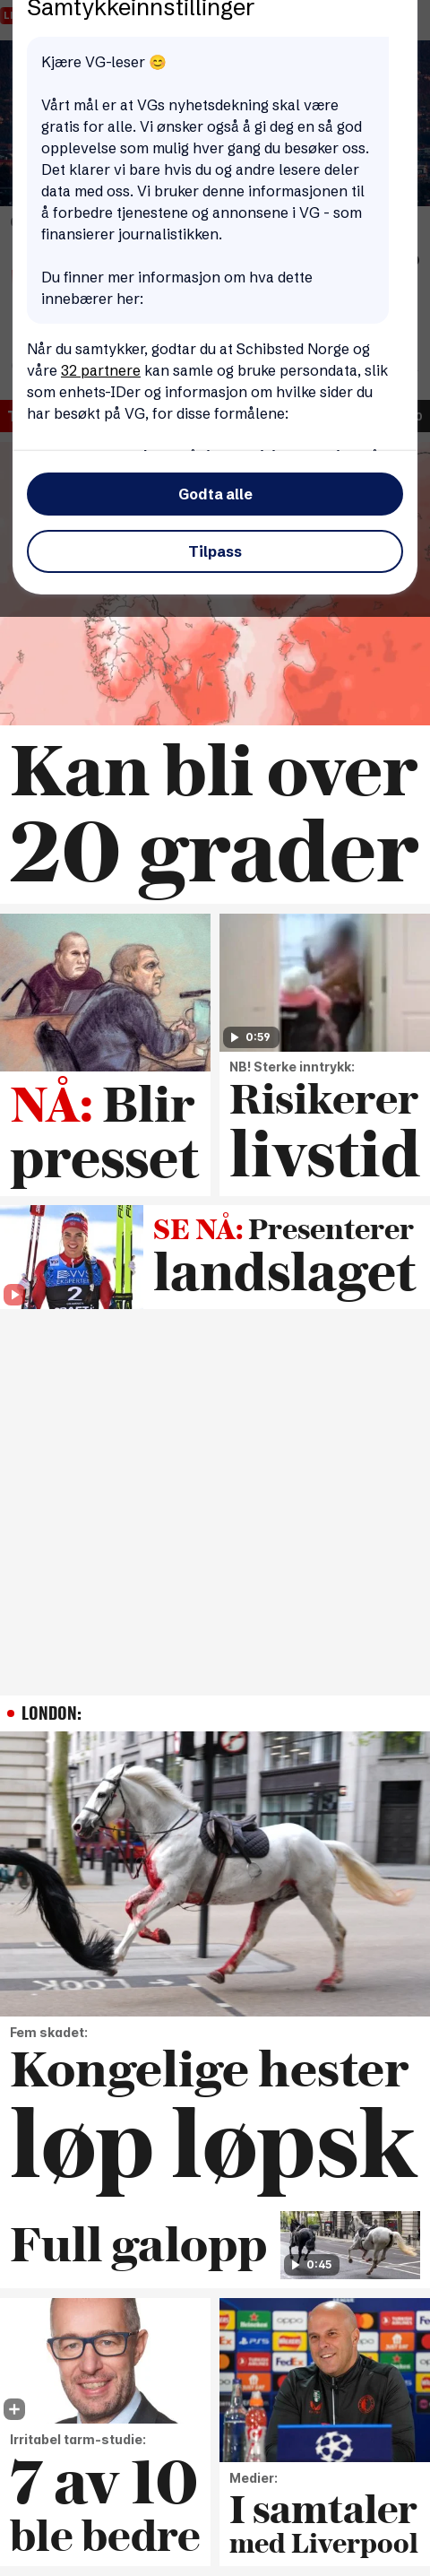 Samtykkeinnstillinger
Kjære VG-leser 😊
Vårt mål er at VGs nyhetsdekning skal være
gratis for alle. Vi ønsker også å gi deg en så god
opplevelse som mulig hver gang du besøker oss.
Det klarer vi bare hvis du og andre lesere deler
data med oss. Vi bruker denne informasjonen til
å forbedre tjenestene og annonsene i VG - som
finansierer journalistikken.
Du finner mer informasjon om hva dette
innebærer her:
Når du samtykker, godtar du at Schibsted Norge og
våre 32 partnere kan samle og bruke persondata, slik
som enhets-IDer og informasjon om hvilke sider du
har besøkt på VG, for disse formålene:
Godta alle
Tilpass
Kan bli over
20 grader
0:59
NB! Sterke inntrykk:
NÅ: Blir
presset
Risikerer
livstid
SE NÅ: Presenterer
landslaget
2
LONDON:
LOOK
Fem skadet:
Kongelige hester
løp løpsk
Full galopp
0:45
Irritabel tarm-studie:
7 av 10
ble bedre
Heineken
oppo
FedEx
Medier:
I samtaler
med Liverpool